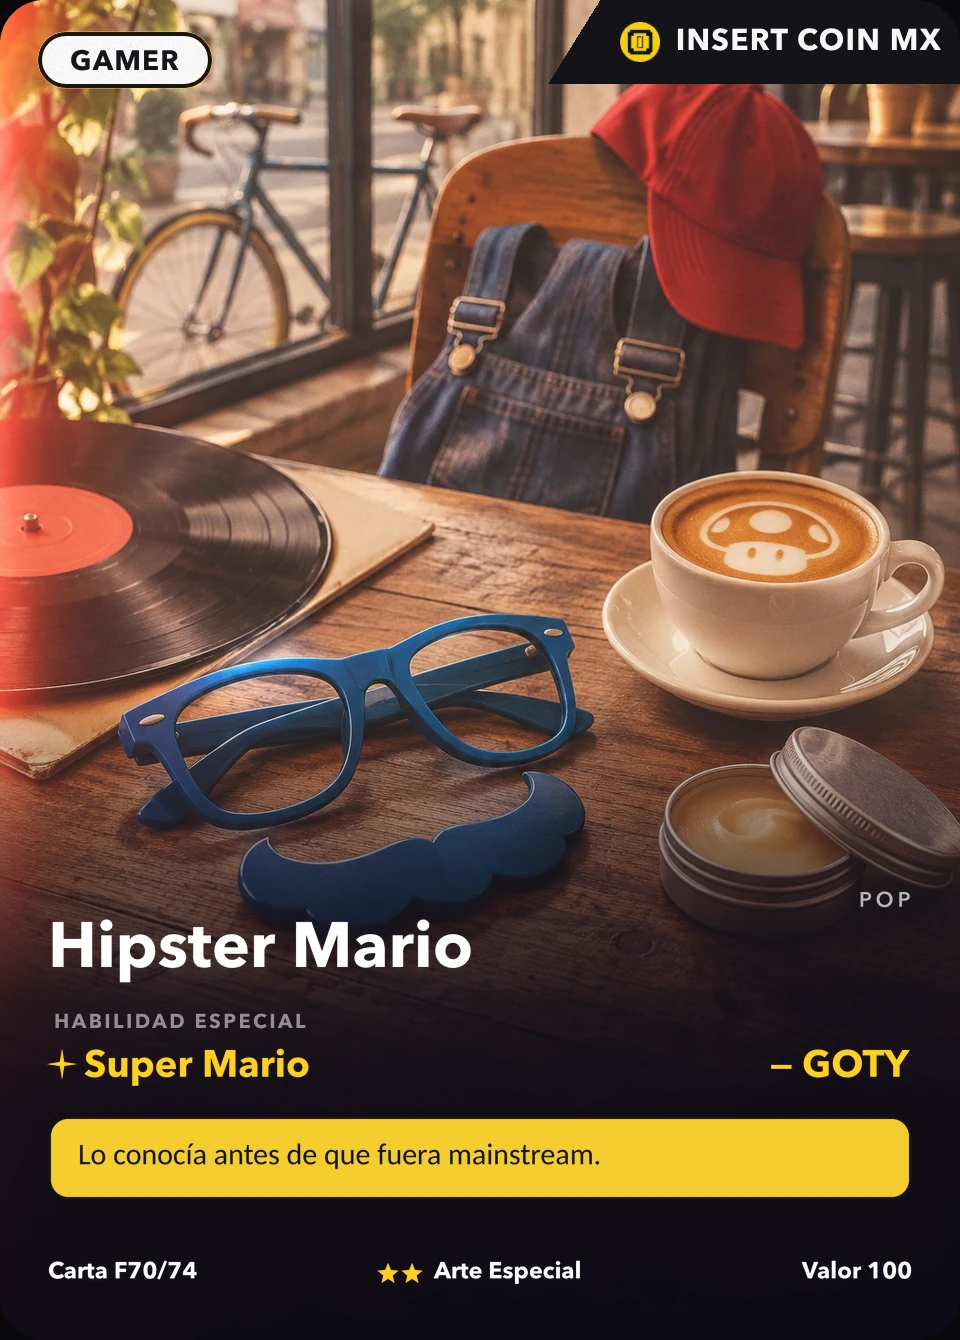 GAMER
INSERT COIN MX
POP
Hipster Mario
HABILIDAD ESPECIAL
Super Mario
– GOTY
Lo conocía antes de que fuera mainstream.
Carta F70/74
Arte Especial
Valor 100